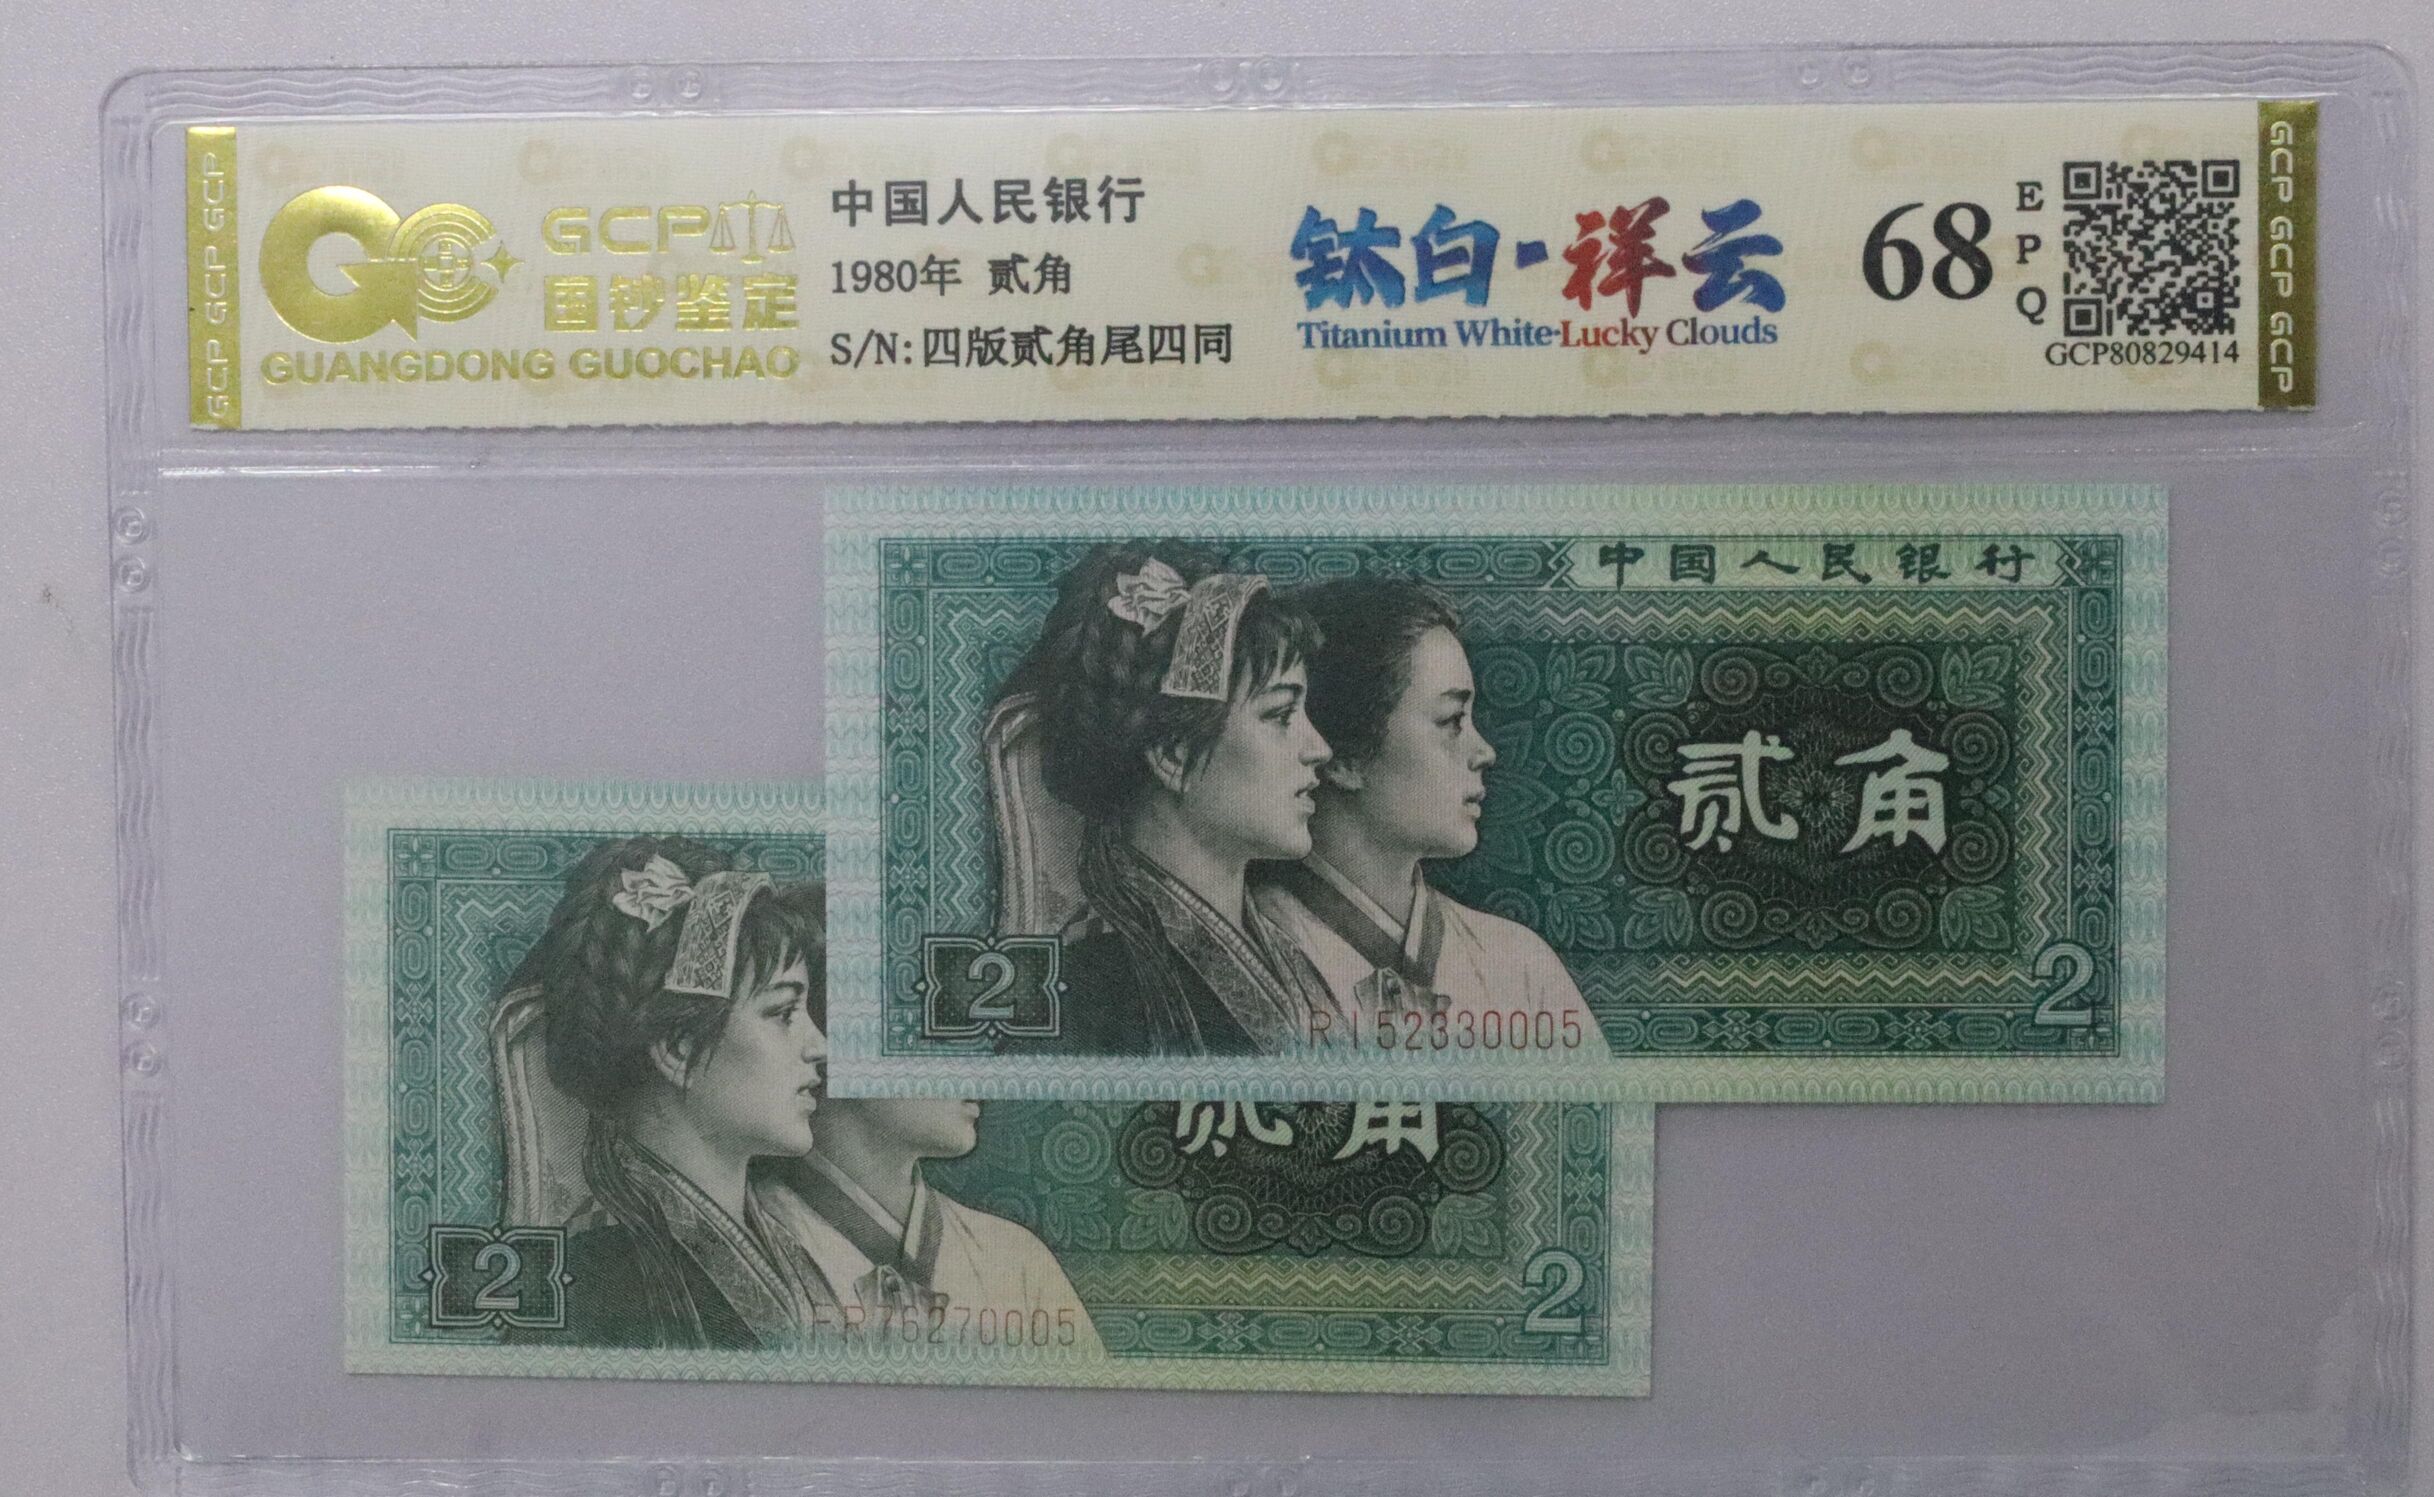 GCP GCP GCP
GCP
国钞鉴定
GUANGDONG GUOCHAO
中国人民银行
1980年 贰角
S/N: 四版贰角尾四同
钛白-祥云
Titanium White·Lucky Clouds
68
EPQ
GCP80829414
GCP GCP GCP
中国人民银行
贰角
2
2
RI52330005
贰角
2
2
FR76270005